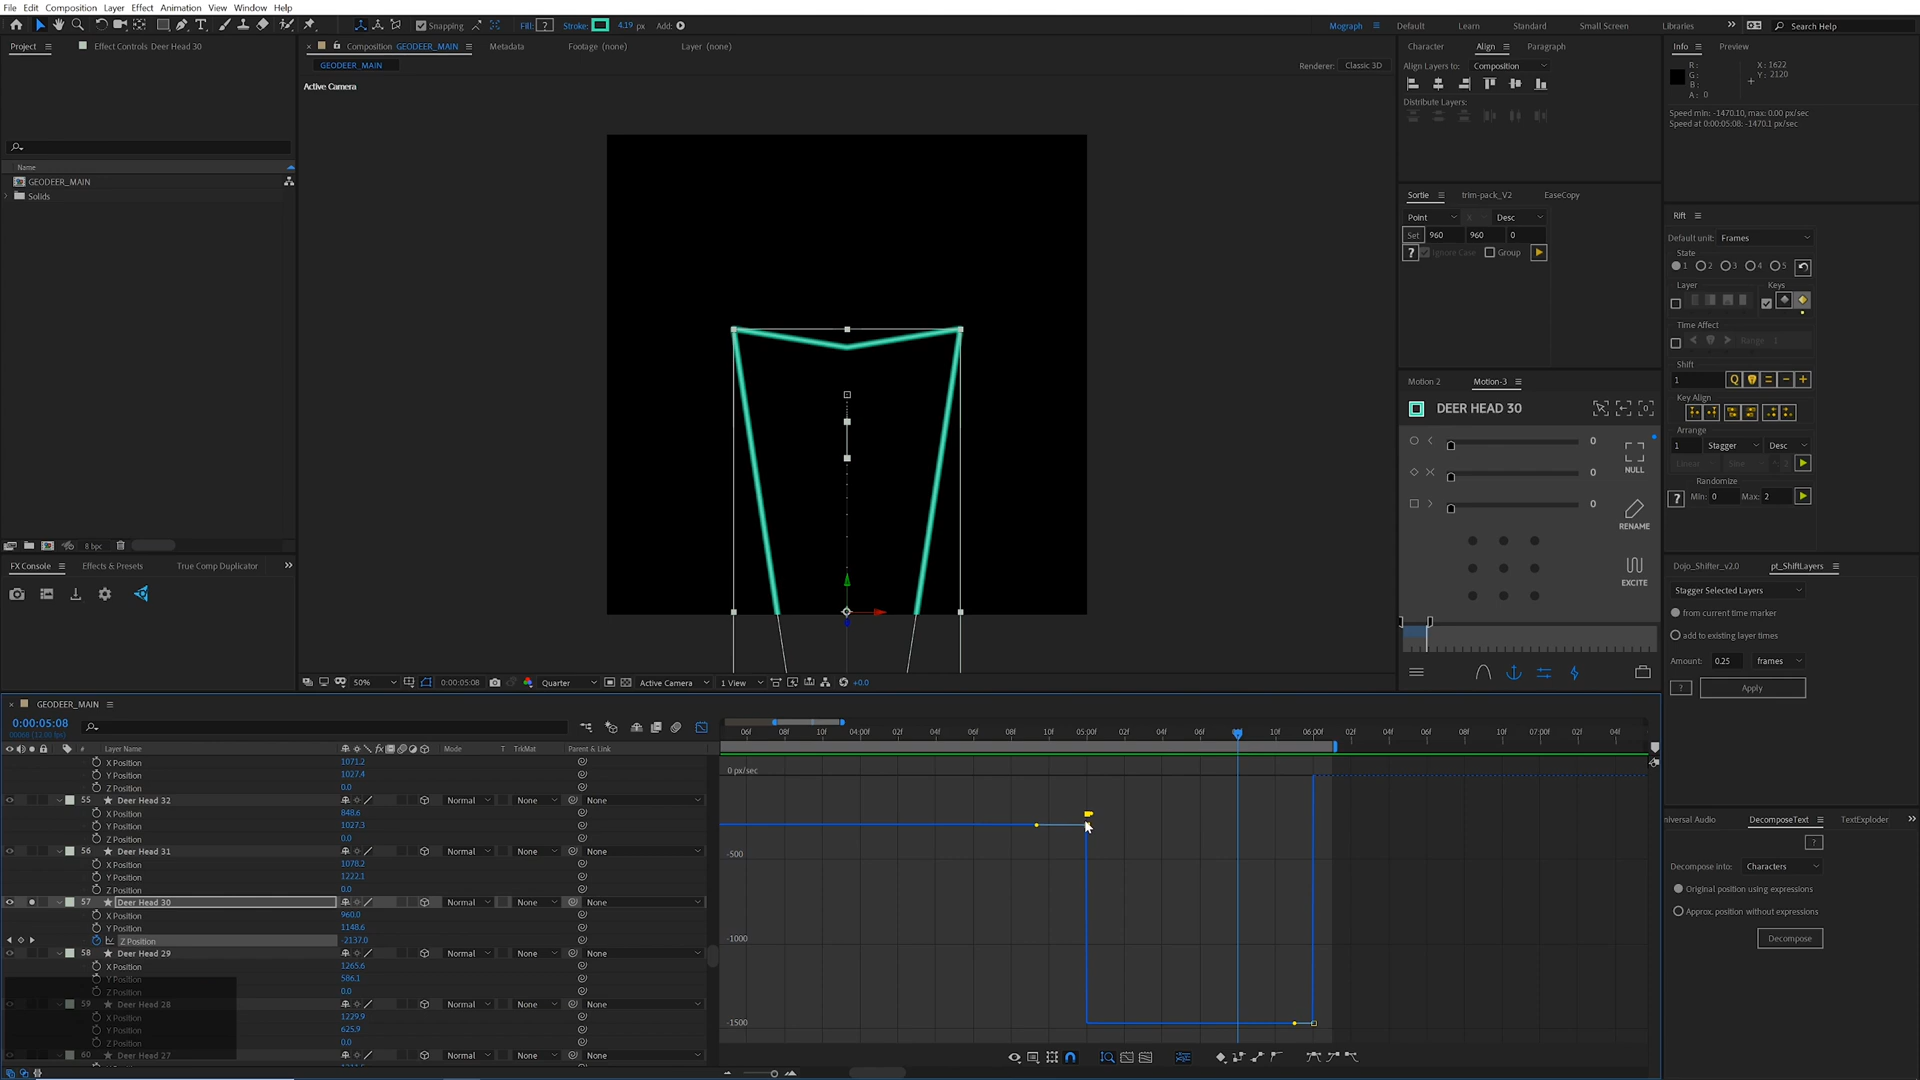 File Edit Composition Layer Effect Animation View Window Help
Snapping Fill: ? Stroke: 4.19 px Add: Mograph Default Learn Standard Small Screen Libraries Search Help
Project Effect Controls Deer Head 30
Composition GEODEER_MAIN Metadata Footage (none) Layer (none)
GEODEER_MAIN
Renderer: Classic 3D
Active Camera
Name
GEODEER_MAIN
Solids
8 bpc
FX Console Effects & Presets True Comp Duplicator
50% 0:00:05:08 Quarter Active Camera 1 View +0.0
Character Align Paragraph
Align Layers to: Composition
Distribute Layers:
Info Preview
R: X: 1622
G: Y: 2120
B:
A: 0
Speed min: -1470.10, max: 0.00 px/sec
Speed at 0:00:05:08: -1470.1 px/sec
Sortie trim-pack_V2 EaseCopy
Point X Desc
Set 960 960 0
? Ignore Case Group
Rift
Default unit: Frames
State
1 2 3 4 5
Layer Keys
Time Affect
Range 1
Shift
1 Q
Key Align
Arrange
1 Stagger Desc
Linear
Randomize
? Min: 0 Max: 2
Motion 2 Motion-3
DEER HEAD 30
0
0
0
NULL
RENAME
EXCITE
Dojo_Shifter_v2.0 pt_ShiftLayers
Stagger Selected Layers
from current time marker
add to existing layer times
Amount: 0.25 frames
? Apply
niversal Audio DecomposeText TextExploder
?
Decompose into: Characters
Original position using expressions
Approx. position without expressions
Decompose
GEODEER_MAIN
0:00:05:08
00068 (12.00 fps)
# Layer Name Mode T TrkMat Parent & Link
X Position 1071.2
Y Position 1027.4
Z Position 0.0
55 Deer Head 32 Normal None None
X Position 848.6
Y Position 1027.3
Z Position 0.0
56 Deer Head 31 Normal None None
X Position 1078.2
Y Position 1222.1
Z Position 0.0
57 Deer Head 30 Normal None None
X Position 960.0
Y Position 1148.6
Z Position -2137.0
58 Deer Head 29 Normal None None
X Position 1265.6
Y Position 586.1
Z Position 0.0
59 Deer Head 28 Normal None None
X Position 1229.9
Y Position 625.9
Z Position 0.0
60 Deer Head 27 Normal None None
06f 08f 10f 04:00f 02f 04f 06f 08f 10f 05:00f 02f 04f 06f 10f 06:00f 02f 04f 06f 08f 10f 07:00f 02f 04f
0 px/sec
-500
-1000
-1500